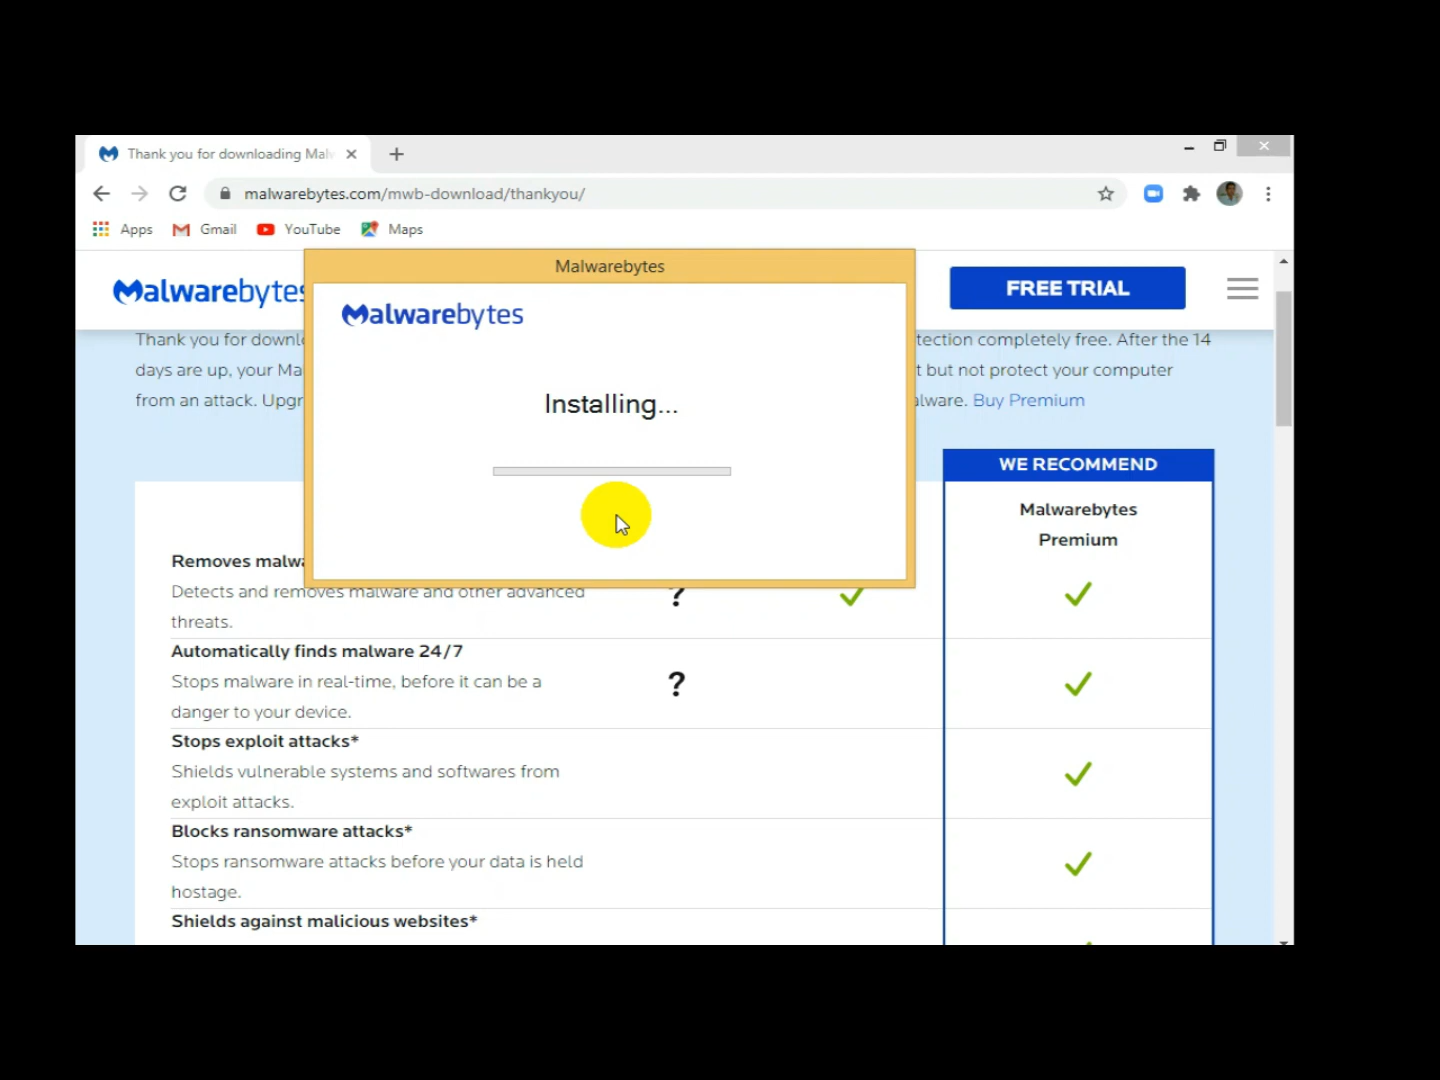 Thank you for downloading Mal
malwarebytes.com/mwb-download/thankyou/
Apps Gmail YouTube Maps
Malwarebytes
Malwarebytes
FREE TRIAL
Malwarebytes
Installing...
Thank you for downl tection completely free. After the 14
days are up, your Ma t but not protect your computer
from an attack. Upgr lware. Buy Premium
WE RECOMMEND
Malwarebytes
Premium
Removes malwa
Detects and removes malware and other advanced
threats.
?
Automatically finds malware 24/7
Stops malware in real-time, before it can be a
danger to your device.
?
Stops exploit attacks*
Shields vulnerable systems and softwares from
exploit attacks.
Blocks ransomware attacks*
Stops ransomware attacks before your data is held
hostage.
Shields against malicious websites*